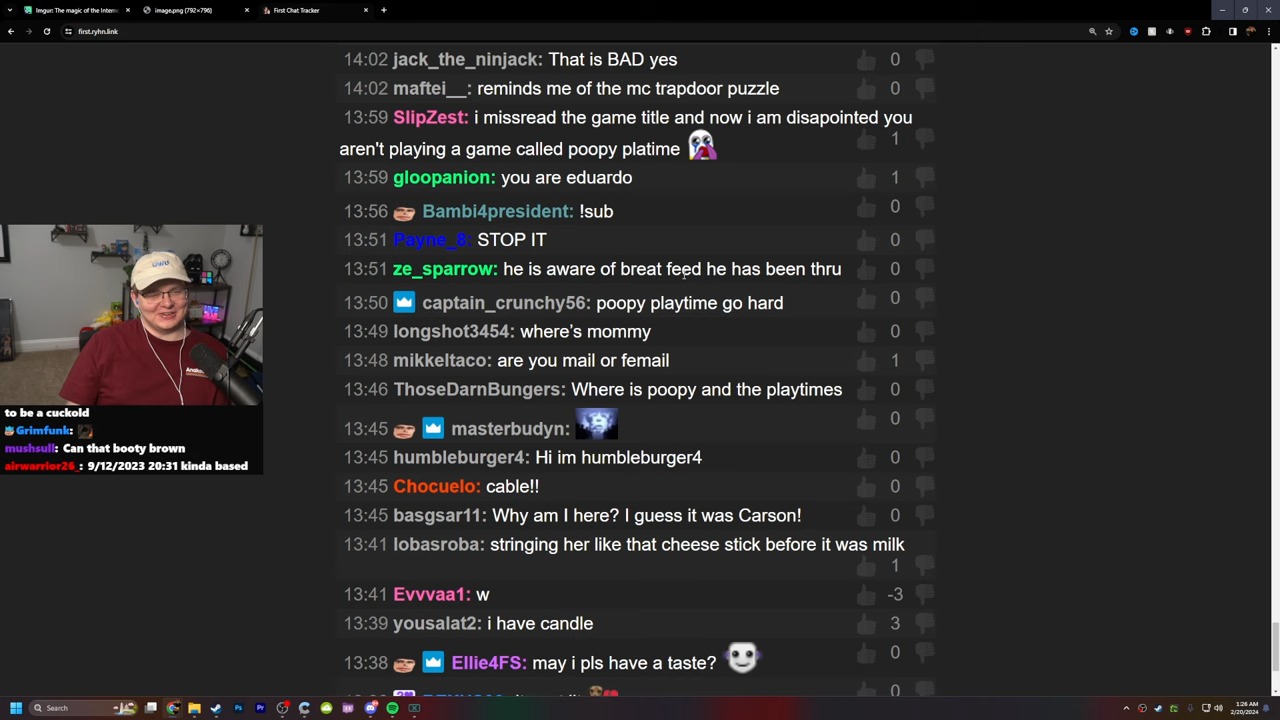 Imgur: The magic of the Interne
image.png (792×796)
First Chat Tracker
first.ryhn.link
14:02 jack_the_ninjack: That is BAD yes 0
14:02 maftei__: reminds me of the mc trapdoor puzzle 0
13:59 SlipZest: i missread the game title and now i am disapointed you
aren't playing a game called poopy platime 1
13:59 gloopanion: you are eduardo 1
13:56 Bambi4president: !sub 0
13:51 Payne_8: STOP IT 0
13:51 ze_sparrow: he is aware of breat feed he has been thru 0
13:50 captain_crunchy56: poopy playtime go hard 0
13:49 longshot3454: where's mommy 0
13:48 mikkeltaco: are you mail or femail 1
13:46 ThoseDarnBungers: Where is poopy and the playtimes 0
13:45 masterbudyn: 0
13:45 humbleburger4: Hi im humbleburger4 0
13:45 Chocuelo: cable!! 0
13:45 basgsar11: Why am I here? I guess it was Carson! 0
13:41 lobasroba: stringing her like that cheese stick before it was milk
1
13:41 Evvvaa1: w -3
13:39 yousalat2: i have candle 3
13:38 Ellie4FS: may i pls have a taste? 0
to be a cuckold
Grimfunk:
mushsull: Can that booty brown
airwarrior26_: 9/12/2023 20:31 kinda based
Search
1:26 AM
2/20/2024